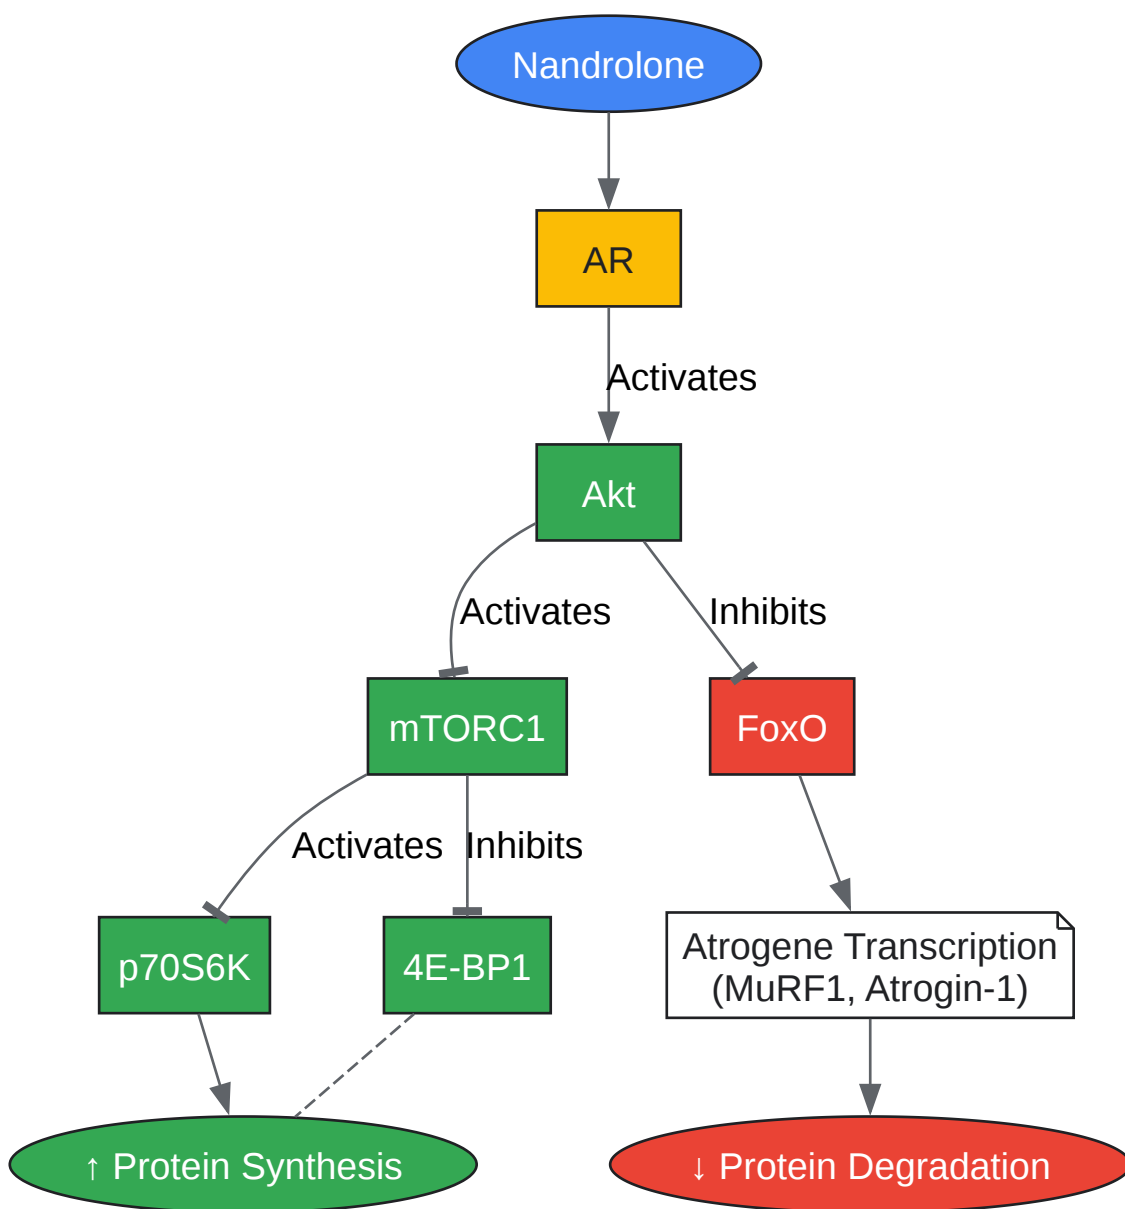 Nandrolone
AR
Activates
Akt
Activates
Inhibits
mTORC1
FoxO
Activates
Inhibits
p70S6K
4E-BP1
Atrogene Transcription
(MuRF1, Atrogin-1)
↑ Protein Synthesis
↓ Protein Degradation